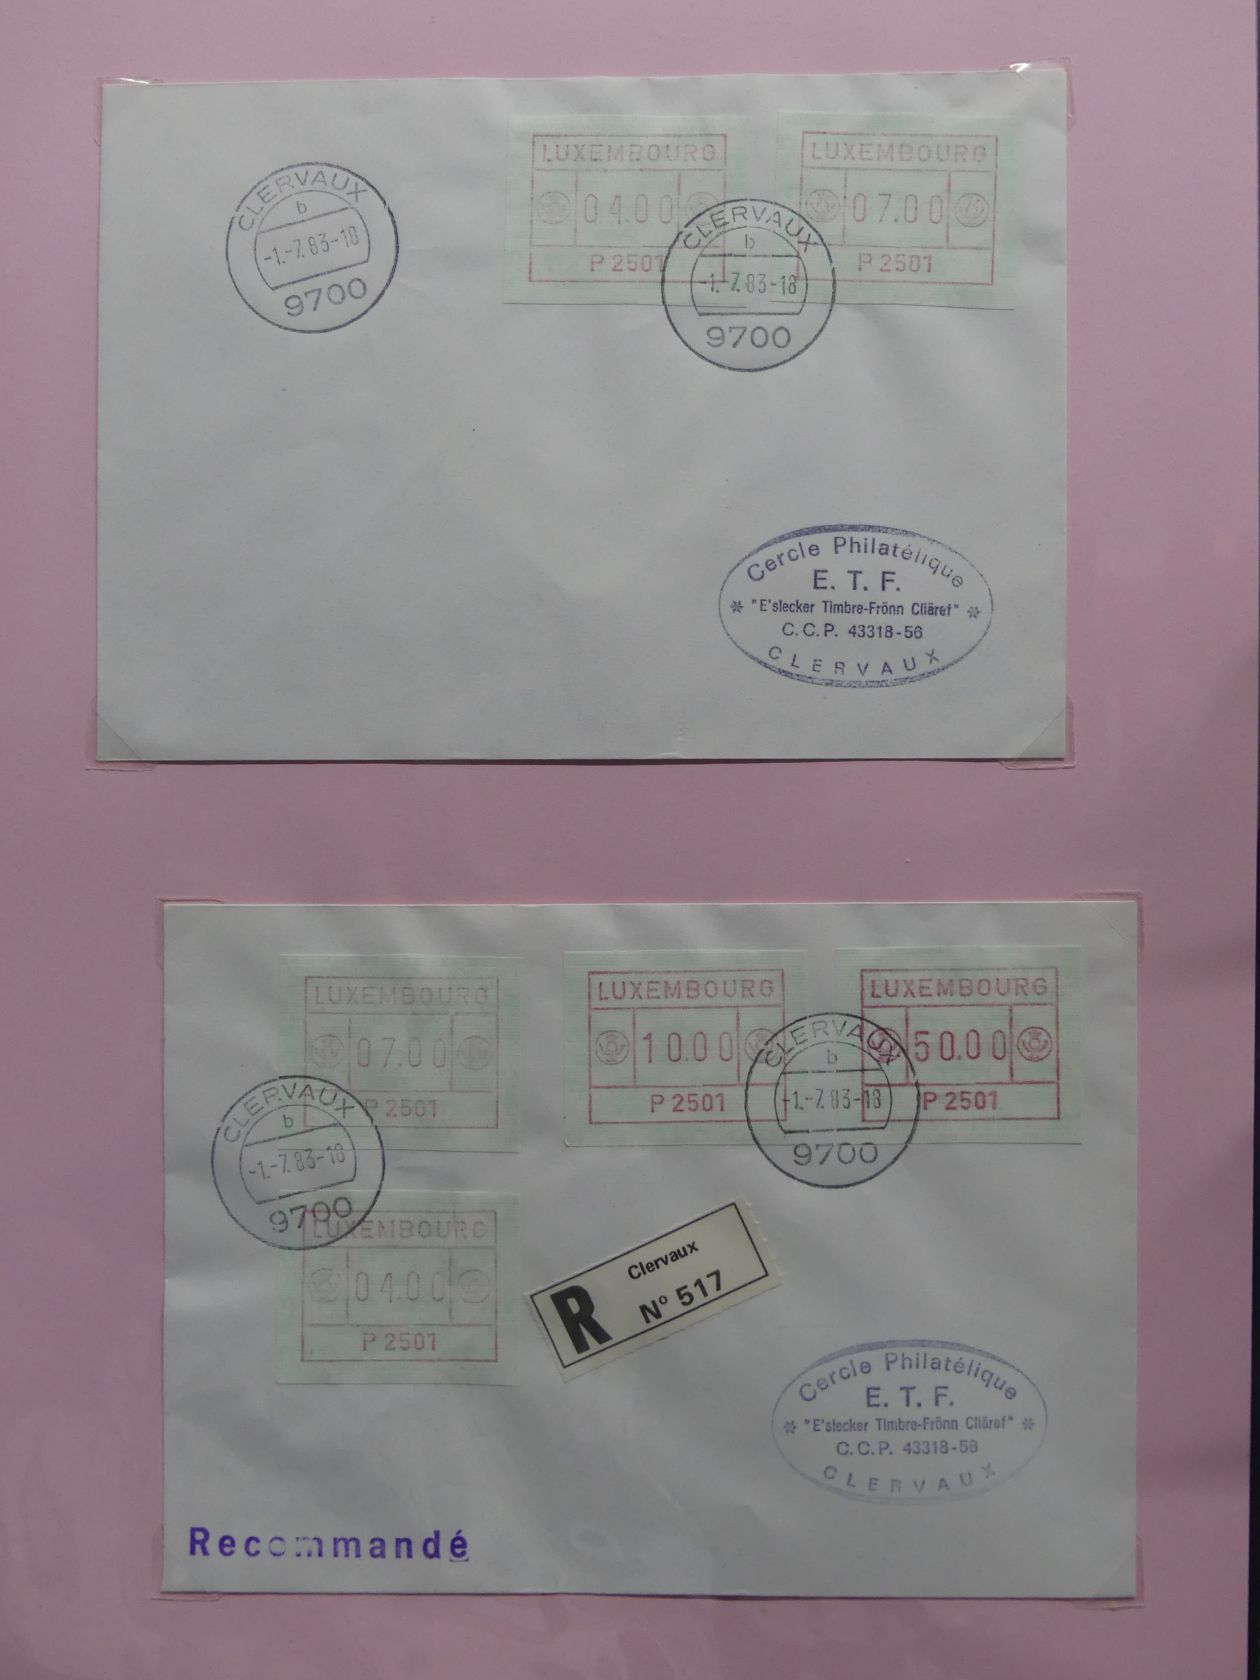 CLERVAUX
b
-1.-7.83-18
9700
LUXEMBOURG
04.00
P 2501
LUXEMBOURG
07.00
P 2501
CLERVAUX
b
-1.-7.83-18
9700
Cercle Philatélique
E. T. F.
* "E'slecker Timbre-Frönn Cliäref" *
C.C.P. 43318-56
CLERVAUX
LUXEMBOURG
07.00
P 2501
LUXEMBOURG
10.00
P 2501
LUXEMBOURG
50.00
P 2501
CLERVAUX
b
-1.-7.83-18
9700
CLERVAUX
b
-1.-7.83-18
9700
LUXEMBOURG
04.00
P 2501
R
Clervaux
N° 517
Cercle Philatélique
E. T. F.
* "E'slecker Timbre-Frönn Cliäref" *
C.C.P. 43318-56
CLERVAUX
Recommandé